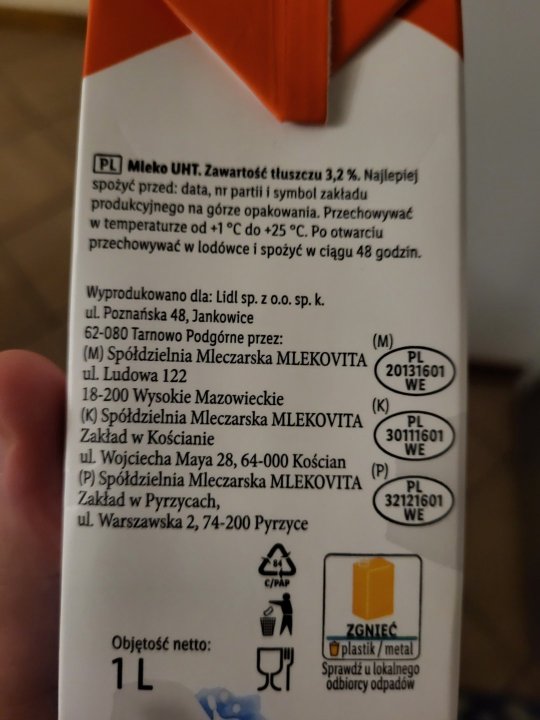 PL Mleko UHT. Zawartość tłuszczu 3,2 %. Najlepiej
spożyć przed: data, nr partii i symbol zakładu
produkcyjnego na górze opakowania. Przechowywać
w temperaturze od +1 °C do +25 °C. Po otwarciu
przechowywać w lodówce i spożyć w ciągu 48 godzin.
Wyprodukowano dla: Lidl sp. z o.o. sp. k.
ul. Poznańska 48, Jankowice
62-080 Tarnowo Podgórne przez:
(M) Spółdzielnia Mleczarska MLEKOVITA
ul. Ludowa 122
18-200 Wysokie Mazowieckie
(K) Spółdzielnia Mleczarska MLEKOVITA
Zakład w Kościanie
ul. Wojciecha Maya 28, 64-000 Kościan
(P) Spółdzielnia Mleczarska MLEKOVITA
Zakład w Pyrzycach,
ul. Warszawska 2, 74-200 Pyrzyce
(M)
PL
20131601
WE
(K)
PL
30111601
WE
(P)
PL
32121601
WE
84
C/PAP
ZGNIEĆ
plastik / metal
Sprawdź u lokalnego
odbiorcy odpadów
Objętość netto:
1 L